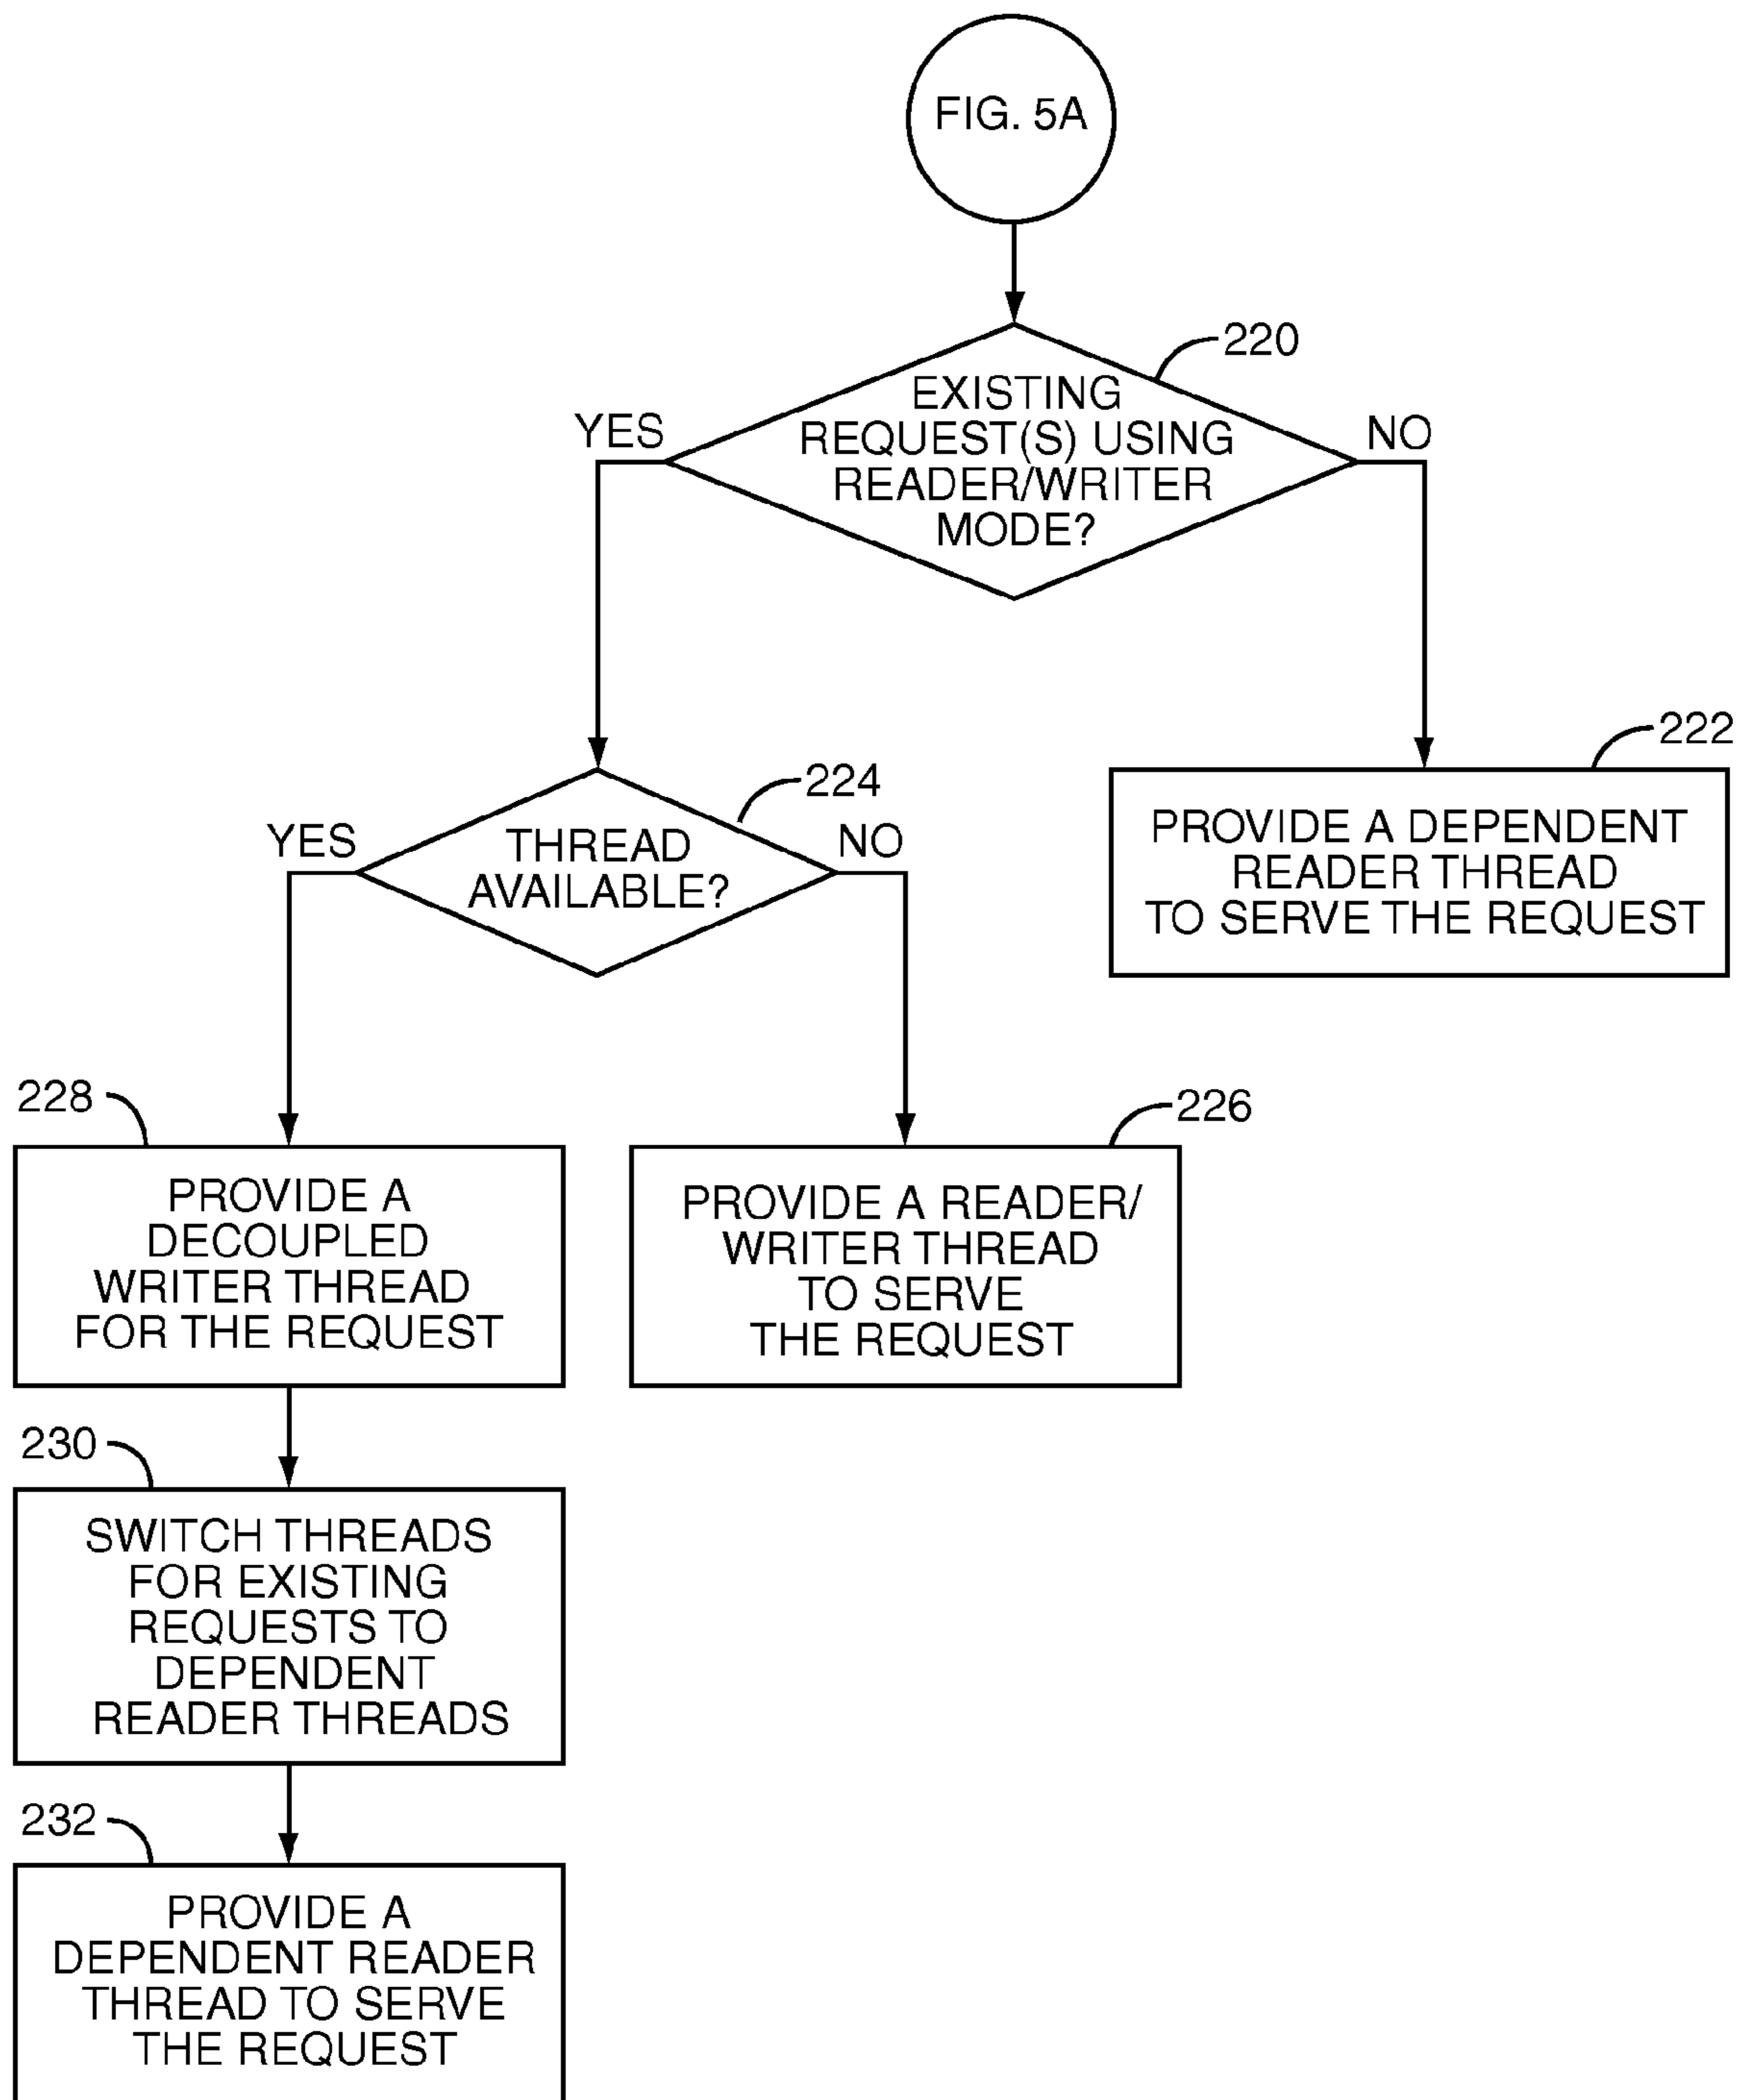 FIG. 5A
220
EXISTING
REQUEST(S) USING
READER/WRITER
MODE?
YES
NO
222
PROVIDE A DEPENDENT
READER THREAD
TO SERVE THE REQUEST
224
THREAD
AVAILABLE?
YES
NO
228
PROVIDE A
DECOUPLED
WRITER THREAD
FOR THE REQUEST
226
PROVIDE A READER/
WRITER THREAD
TO SERVE
THE REQUEST
230
SWITCH THREADS
FOR EXISTING
REQUESTS TO
DEPENDENT
READER THREADS
232
PROVIDE A
DEPENDENT READER
THREAD TO SERVE
THE REQUEST